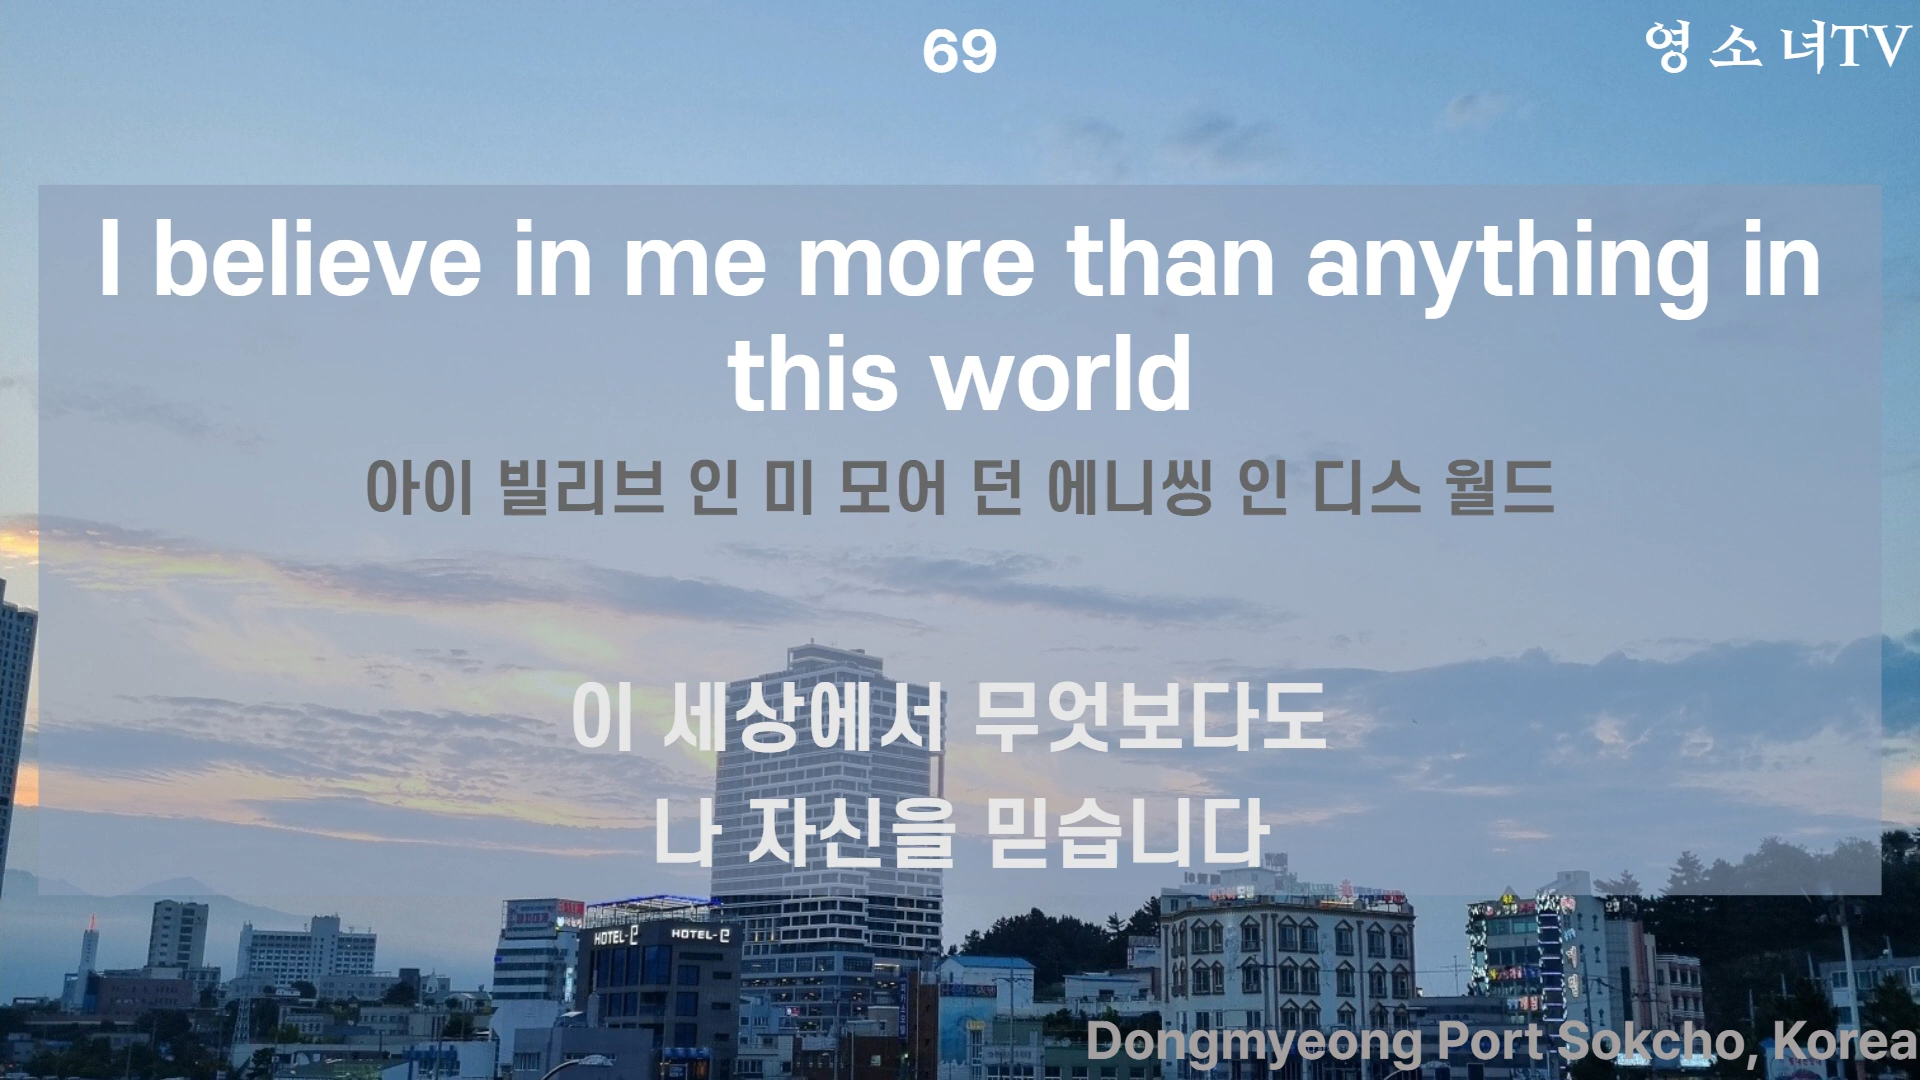 69
영 소 녀TV
I believe in me more than anything in
this world
아이 빌리브 인 미 모어 던 에니씽 인 디스 월드
이 세상에서 무엇보다도
나 자신을 믿습니다
HOTEL-e HOTEL-e
Dongmyeong Port Sokcho, Korea